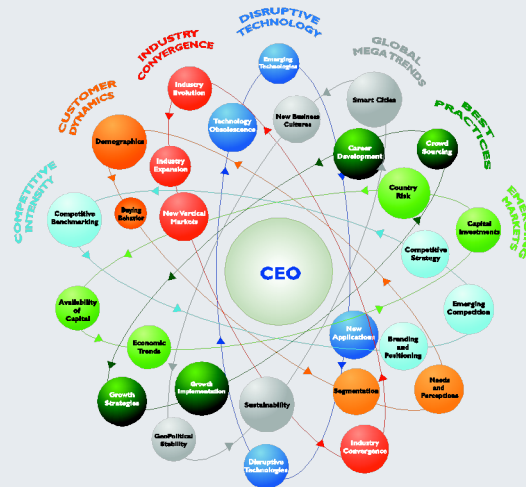 DISRUPTIVE
TECHNOLOGY
INDUSTRY
CONVERGENCE
GLOBAL
MEGA TRENDS
CUSTOMER
DYNAMICS
BEST
PRACTICES
COMPETITIVE
INTENSITY
EMERGING
MARKETS
Emerging
Technologies
Industry
Evolution
Smart Cities
Technology
Obsolescence
New Business
Cultures
Demographics
Career
Development
Crowd
Sourcing
Industry
Expansion
Country
Risk
Buying
Behavior
New Vertical
Markets
Competitive
Benchmarking
Capital
Investments
Competitive
Strategy
CEO
Availability
of
Capital
Emerging
Competition
New
Applications
Economic
Trends
Branding
and
Positioning
Growth
Strategies
Growth
Implementation
Sustainability
Segmentation
Needs
and
Perceptions
GeoPolitical
Stability
Industry
Convergence
Disruptive
Technologies